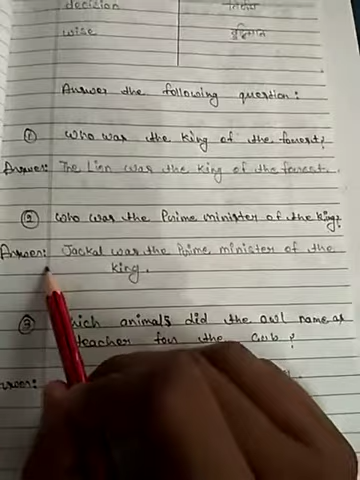 decision निर्णय
wise बुद्धिमान
Answer the following question:
① Who was the king of the forest?
Answer: The Lion was the king of the forest.
② Who was the Prime minister of the king?
Answer: Jackal was the Prime minister of the
king.
③ Which animals did the owl name as
teacher for the Cub?